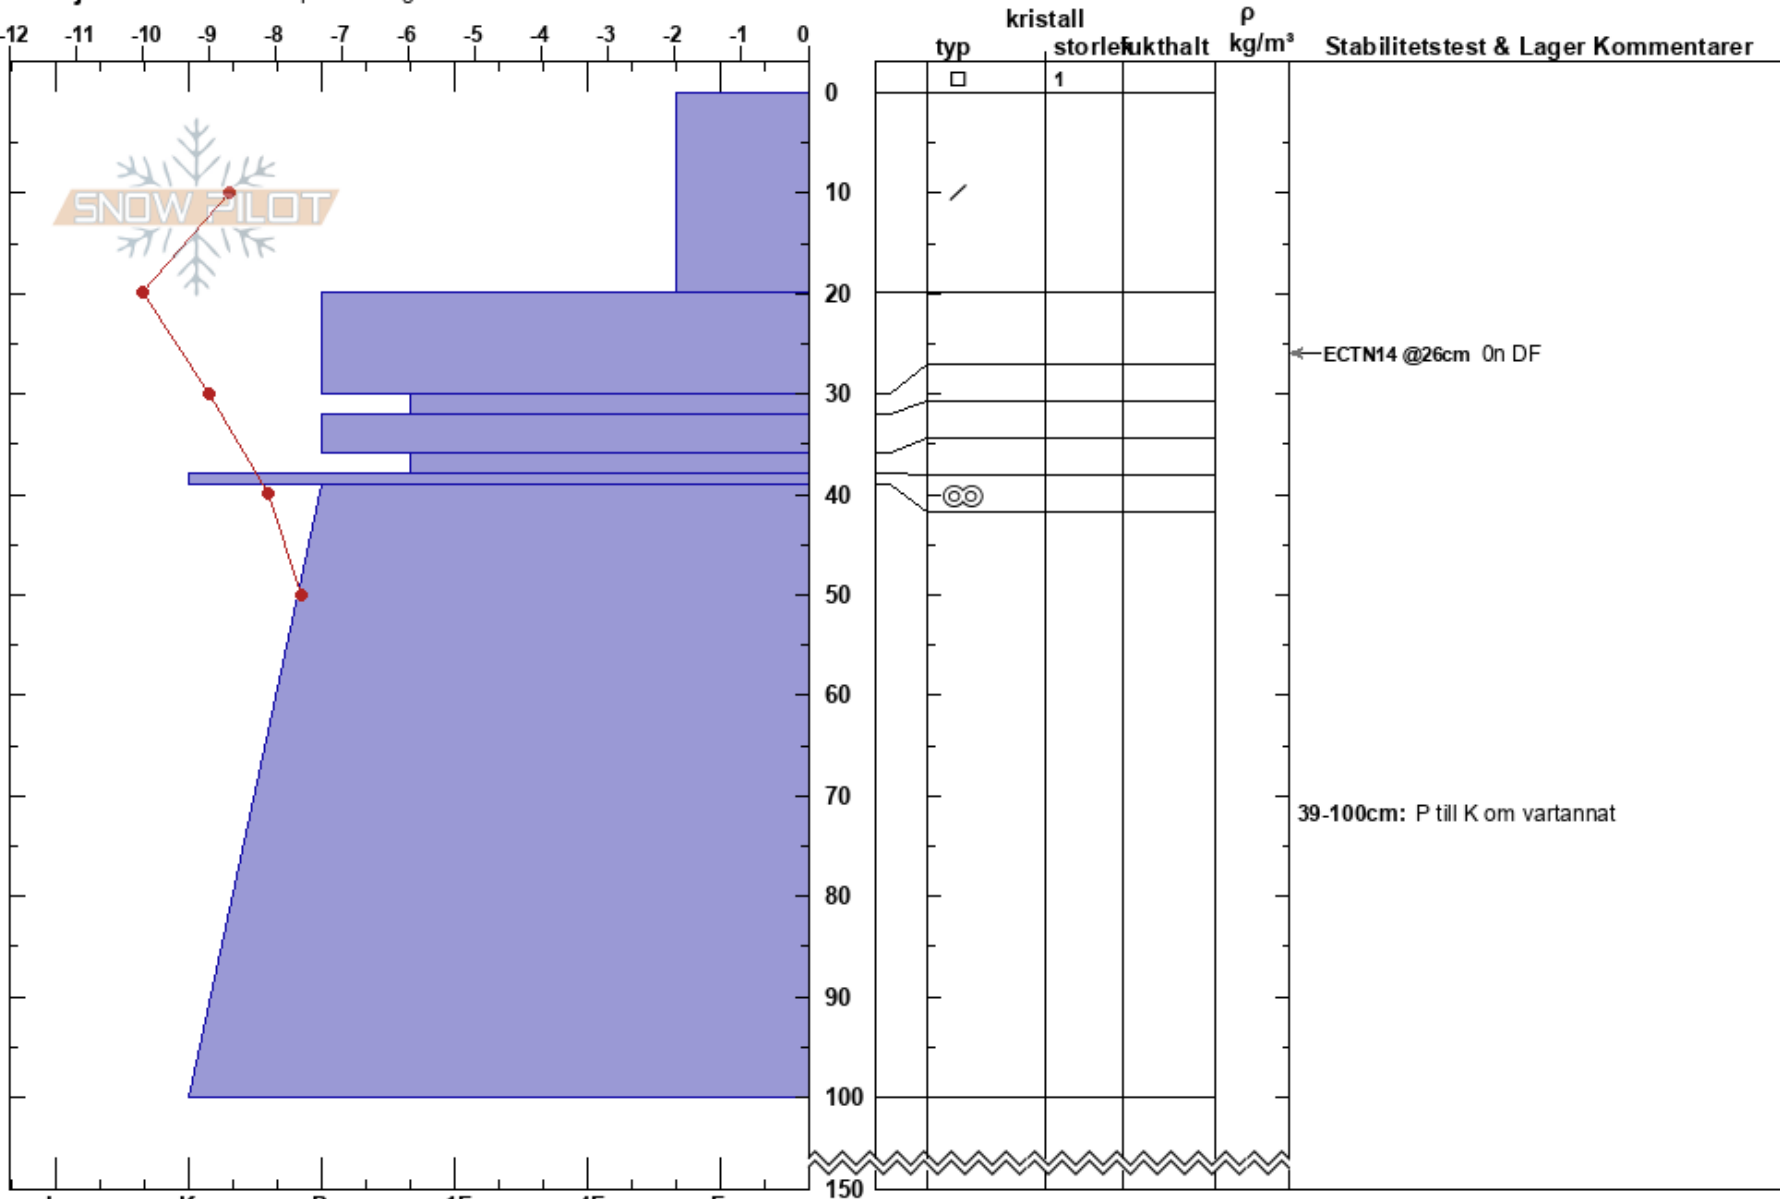 kristall ρ
-12 -11 -10 -9 -8 -7 -6 -5 -4 -3 -2 -1 0 typ storlek fukthalt kg/m³ Stabilitetstest & Lager Kommentarer
1
0
SNOW PILOT
10
20
ECTN14 @26cm 0n DF
30
40
50
60
70
39-100cm: P till K om vartannat
80
90
100
150